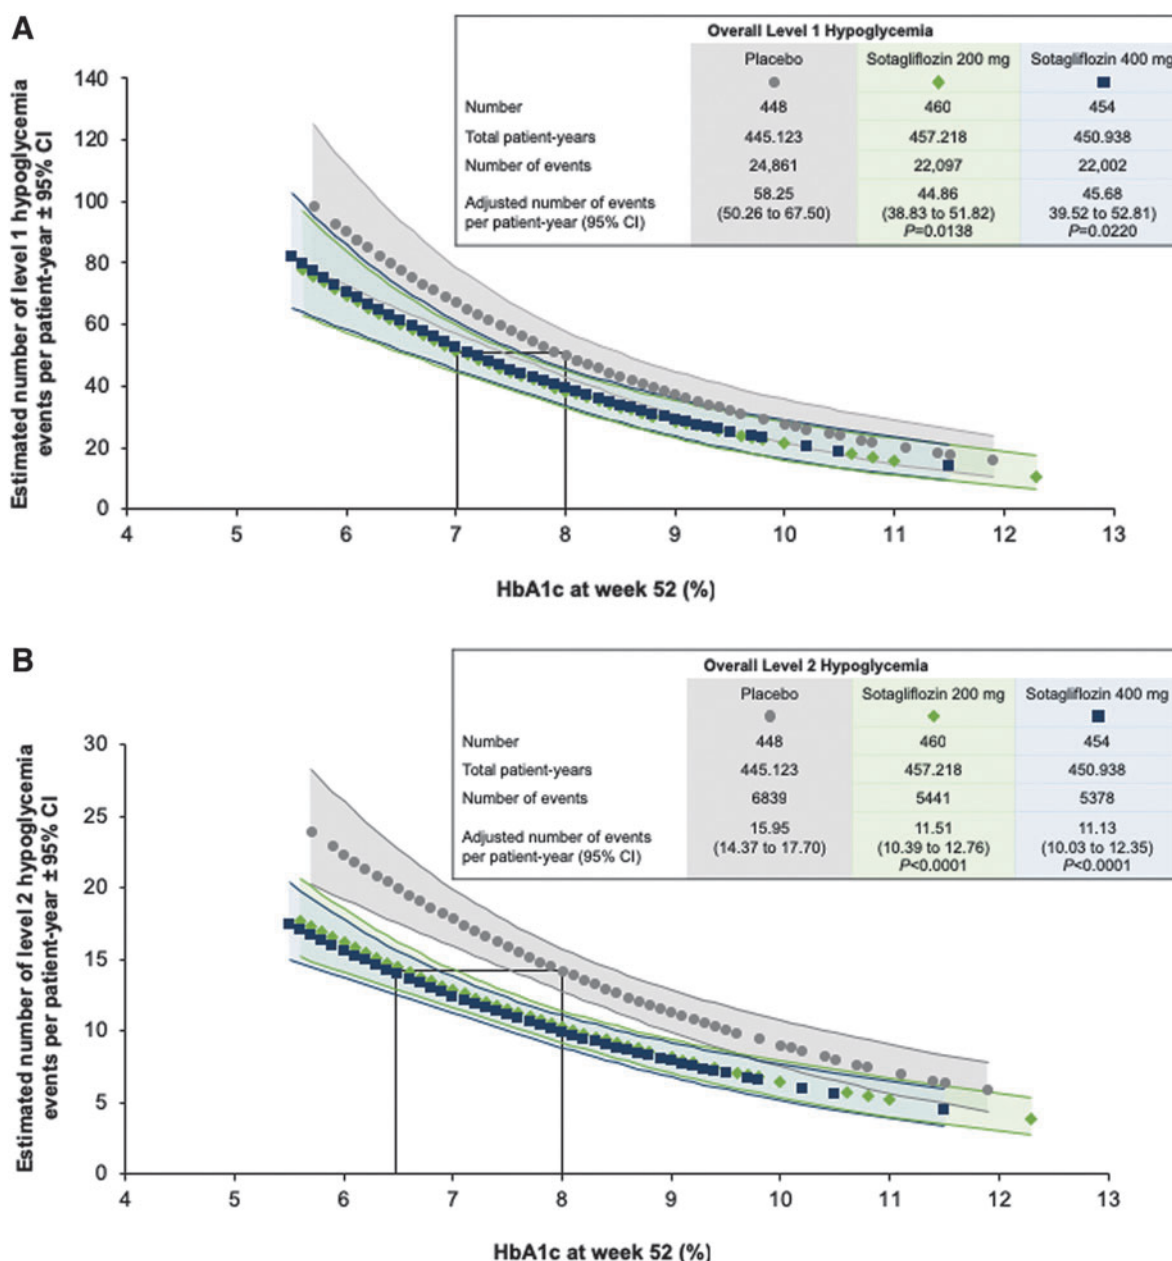 A
Overall Level 1 Hypoglycemia
Placebo Sotagliflozin 200 mg Sotagliflozin 400 mg
Number 448 460 454
Total patient-years 445.123 457.218 450.938
Number of events 24,861 22,097 22,002
Adjusted number of events 58.25 44.86 45.68
per patient-year (95% CI) (50.26 to 67.50) (38.83 to 51.82) 39.52 to 52.81)
P=0.0138 P=0.0220
Estimated number of level 1 hypoglycemia
events per patient-year ± 95% CI
140
120
100
80
60
40
20
0
4 5 6 7 8 9 10 11 12 13
HbA1c at week 52 (%)
B
Overall Level 2 Hypoglycemia
Placebo Sotagliflozin 200 mg Sotagliflozin 400 mg
Number 448 460 454
Total patient-years 445.123 457.218 450.938
Number of events 6839 5441 5378
Adjusted number of events 15.95 11.51 11.13
per patient-year (95% CI) (14.37 to 17.70) (10.39 to 12.76) (10.03 to 12.35)
P<0.0001 P<0.0001
Estimated number of level 2 hypoglycemia
events per patient-year ± 95% CI
30
25
20
15
10
5
0
4 5 6 7 8 9 10 11 12 13
HbA1c at week 52 (%)